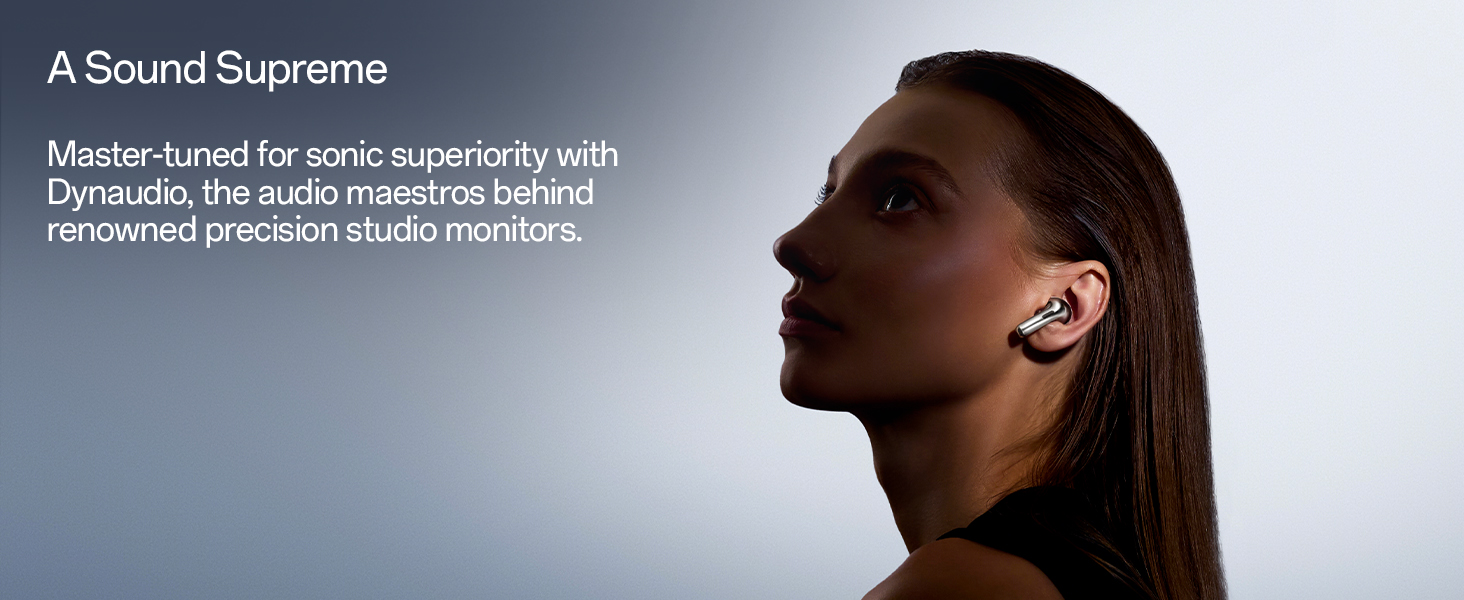 A Sound Supreme
Master-tuned for sonic superiority with
Dynaudio, the audio maestros behind
renowned precision studio monitors.